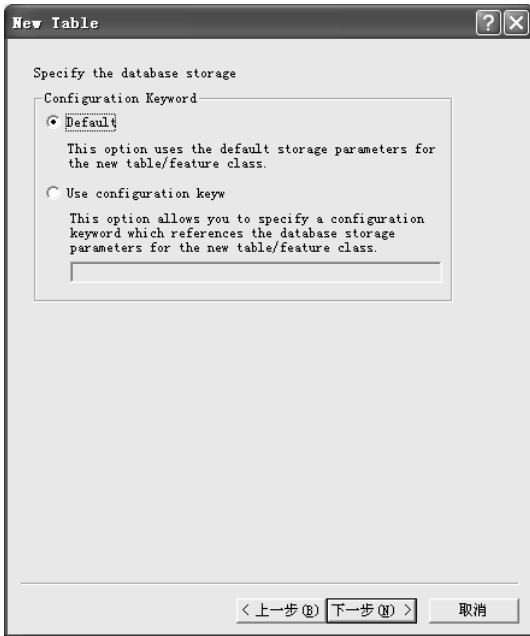 New Table
Specify the database storage
Configuration Keyword
Default
This option uses the default storage parameters for
the new table/feature class.
Use configuration keyw
This option allows you to specify a configuration
keyword which references the database storage
parameters for the new table/feature class.
< 上一步(B) 下一步(N) > 取消